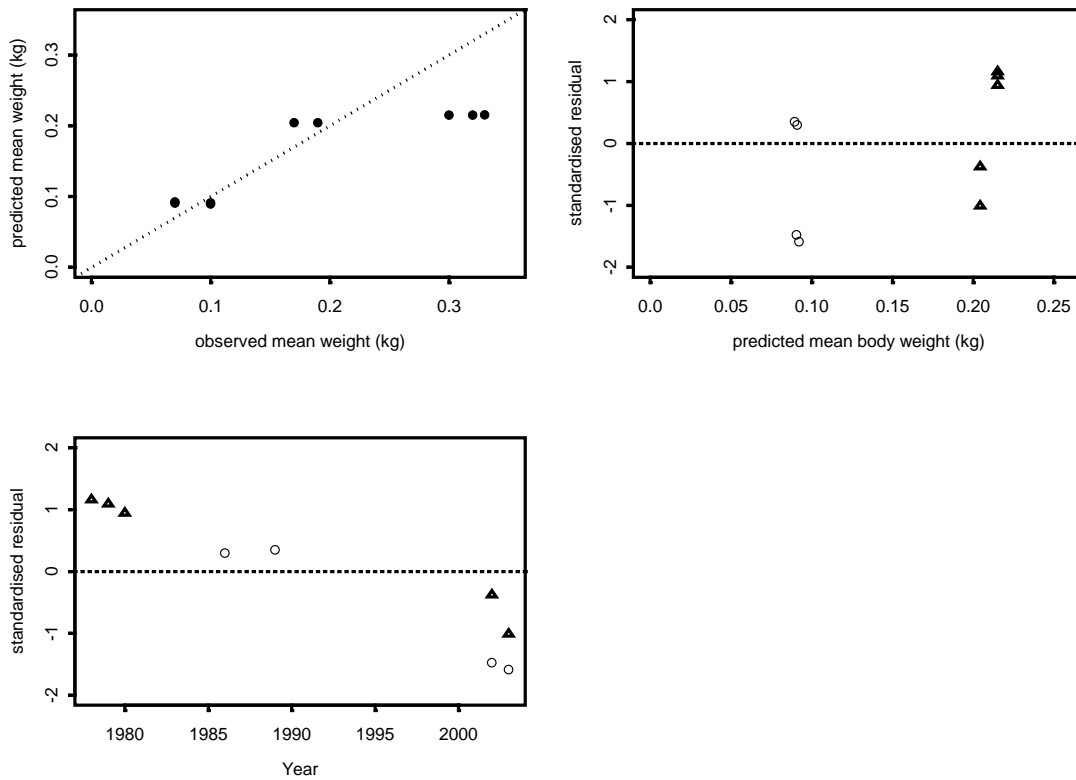 predicted mean weight (kg)
0.3
0.2
0.1
0.0
0.0 0.1 0.2 0.3
observed mean weight (kg)
standardised residual
2
1
0
-1
-2
0.0 0.05 0.10 0.15 0.20 0.25
predicted mean body weight (kg)
standardised residual
2
1
0
-1
-2
1980 1985 1990 1995 2000
Year